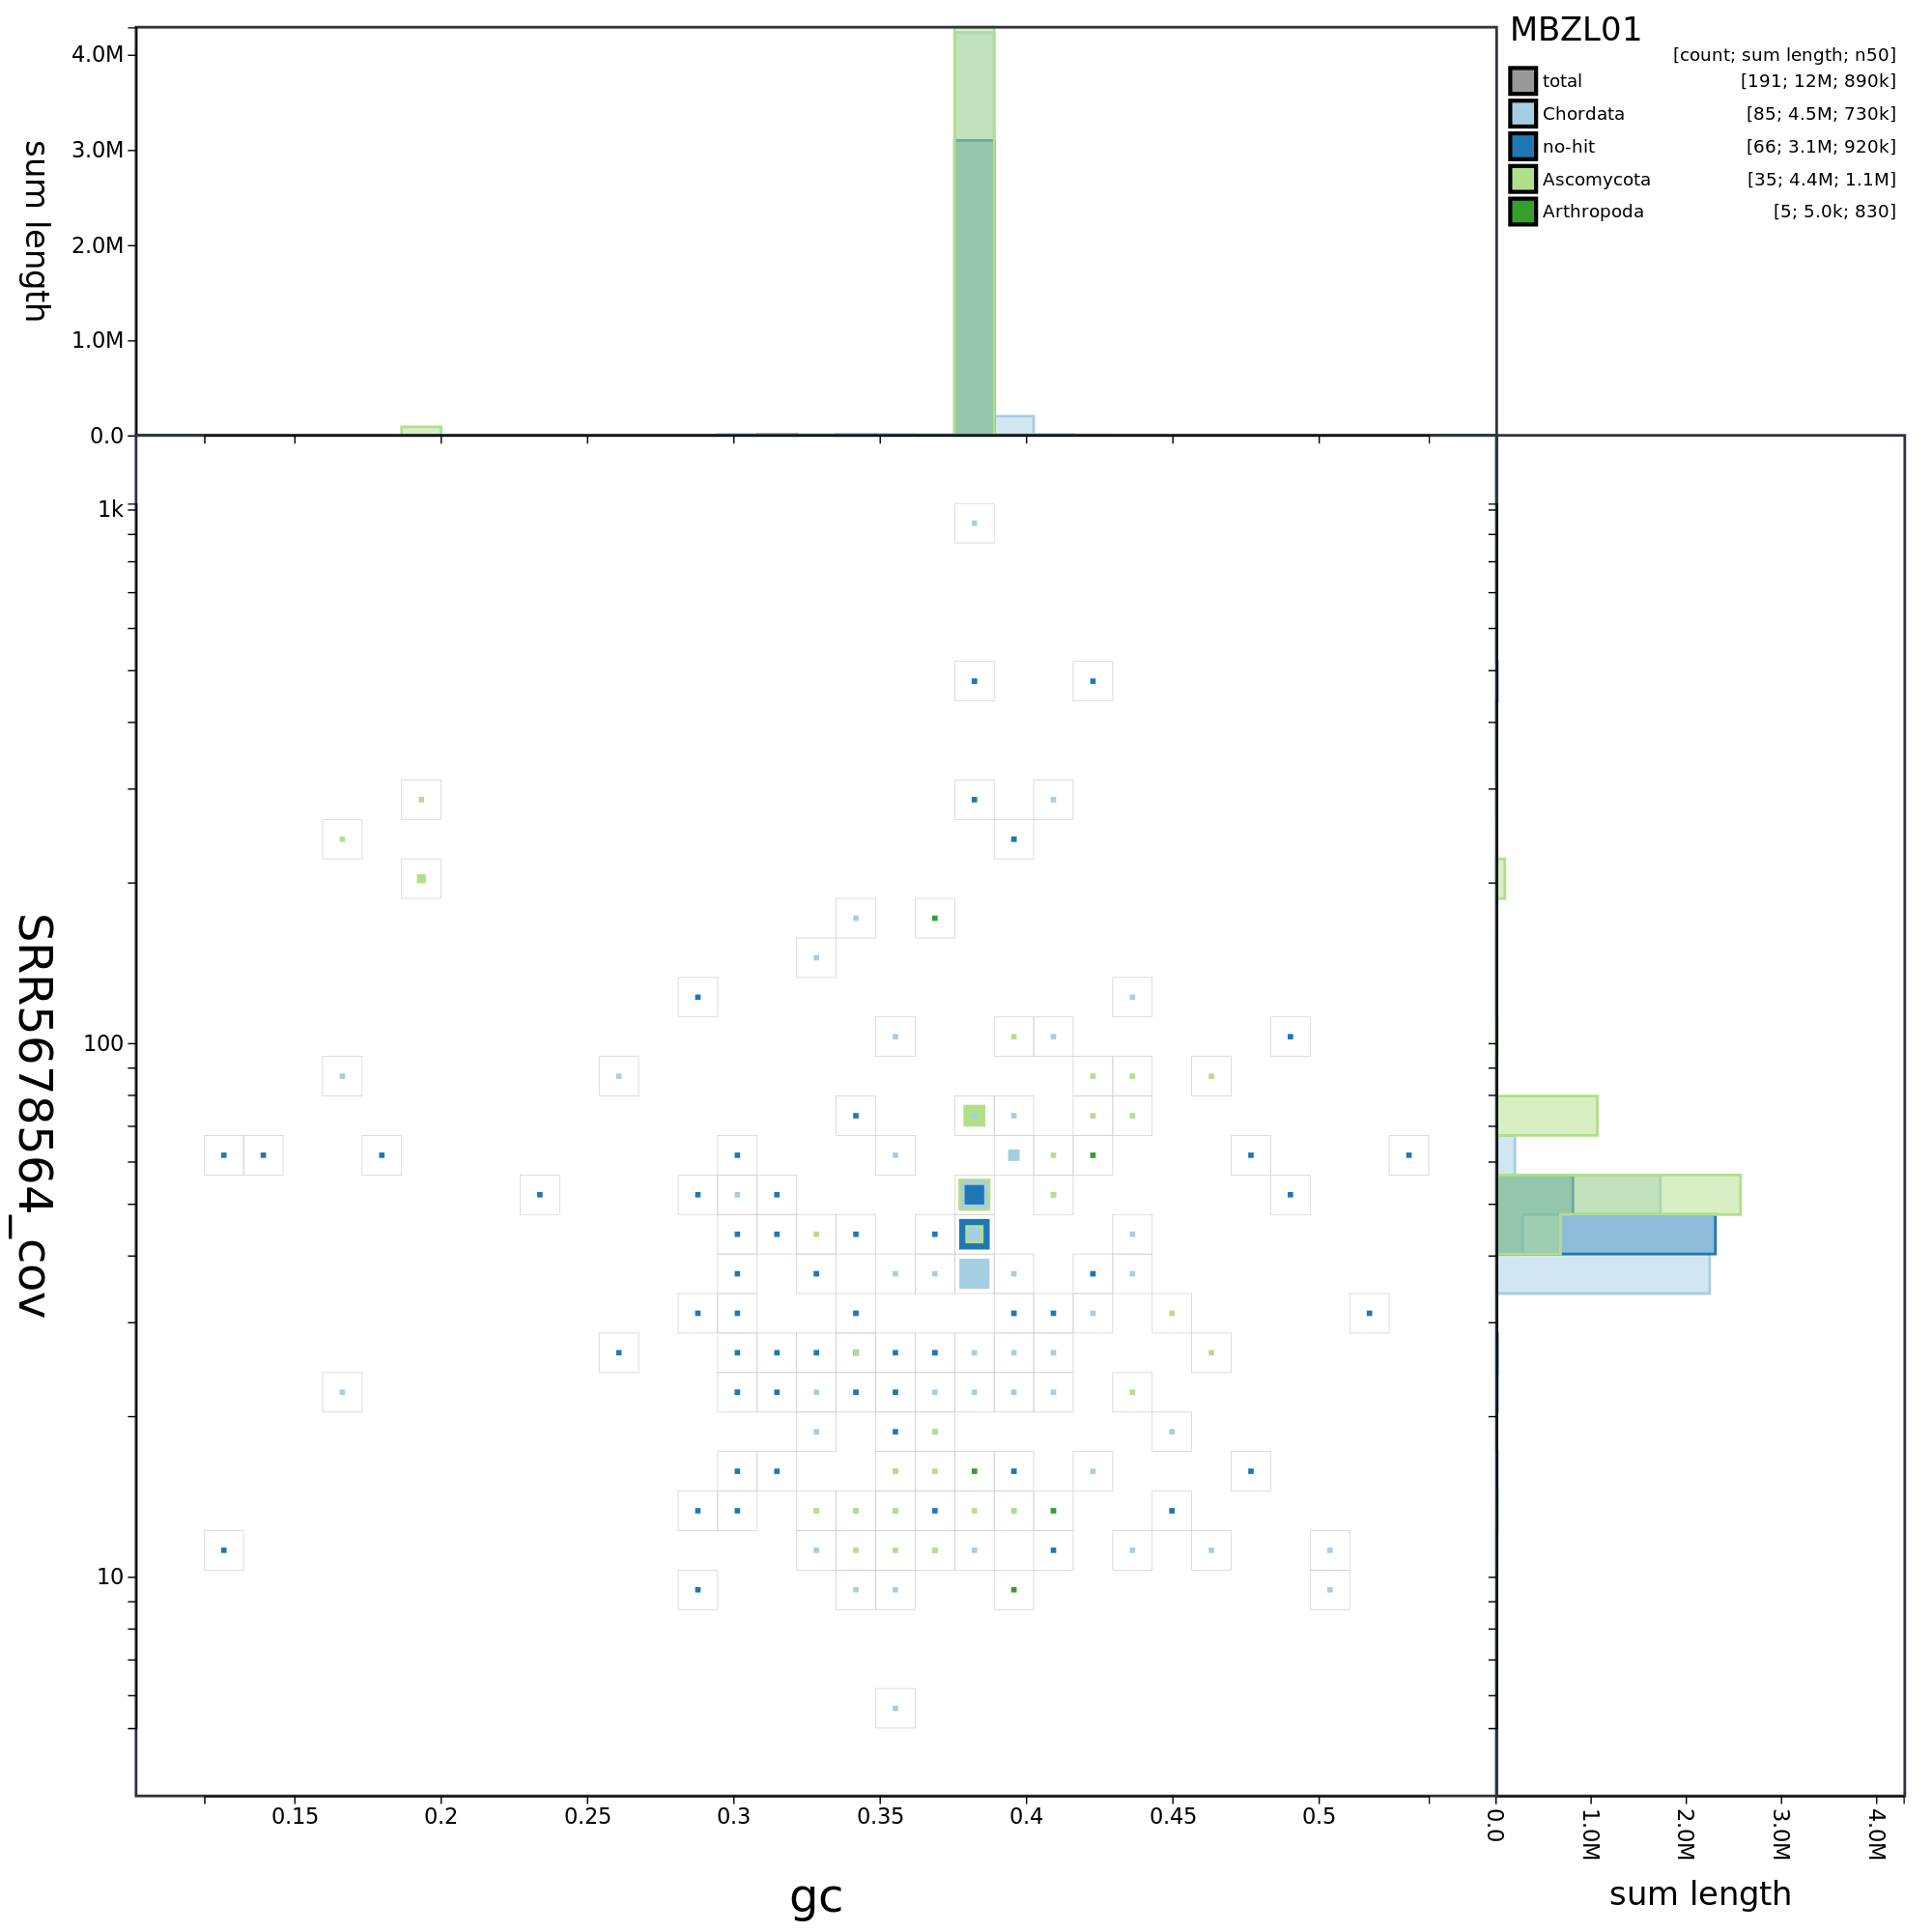 MBZL01
[count; sum length; n50]
total [191; 12M; 890k]
Chordata [85; 4.5M; 730k]
no-hit [66; 3.1M; 920k]
Ascomycota [35; 4.4M; 1.1M]
Arthropoda [5; 5.0k; 830]
sum length
4.0M
3.0M
2.0M
1.0M
0.0
SRR5678564_cov
1k
100
10
0.15 0.2 0.25 0.3 0.35 0.4 0.45 0.5
gc
0.0 1.0M 2.0M 3.0M 4.0M
sum length